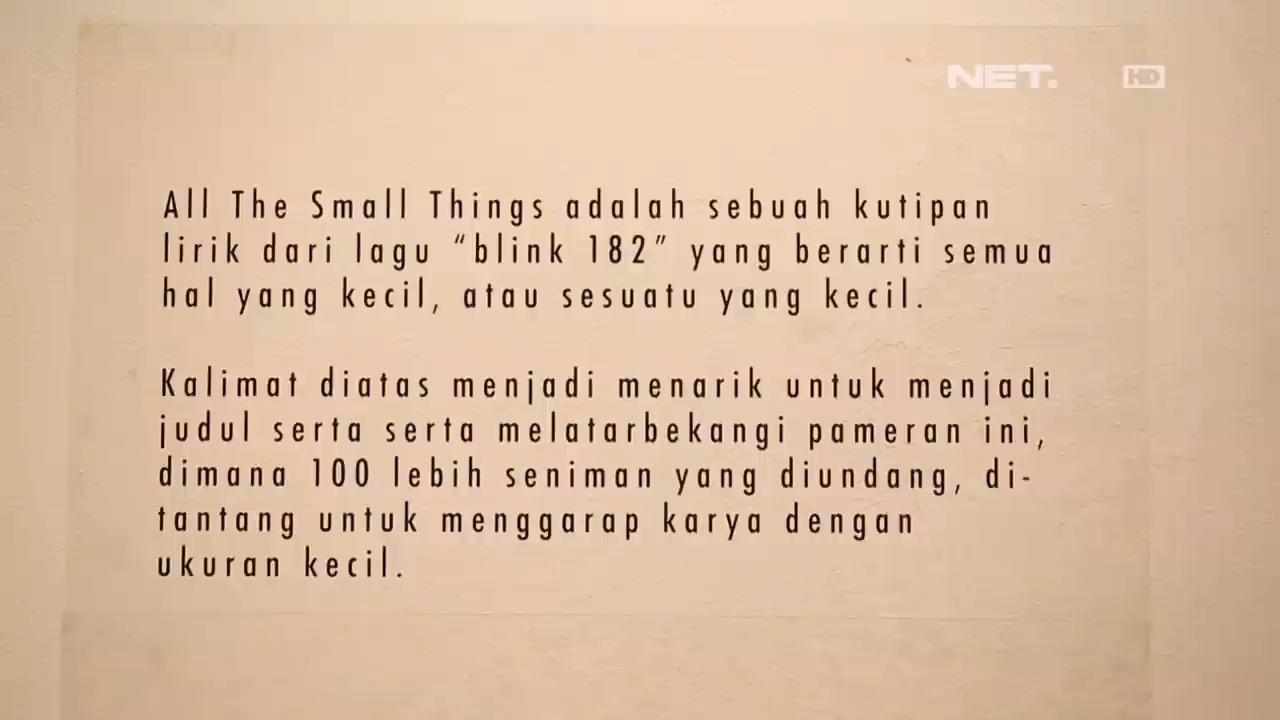 NET. HD
All The Small Things adalah sebuah kutipan
lirik dari lagu “blink 182” yang berarti semua
hal yang kecil, atau sesuatu yang kecil.
Kalimat diatas menjadi menarik untuk menjadi
judul serta serta melatarbekangi pameran ini,
dimana 100 lebih seniman yang diundang, di-
tantang untuk menggarap karya dengan
ukuran kecil.